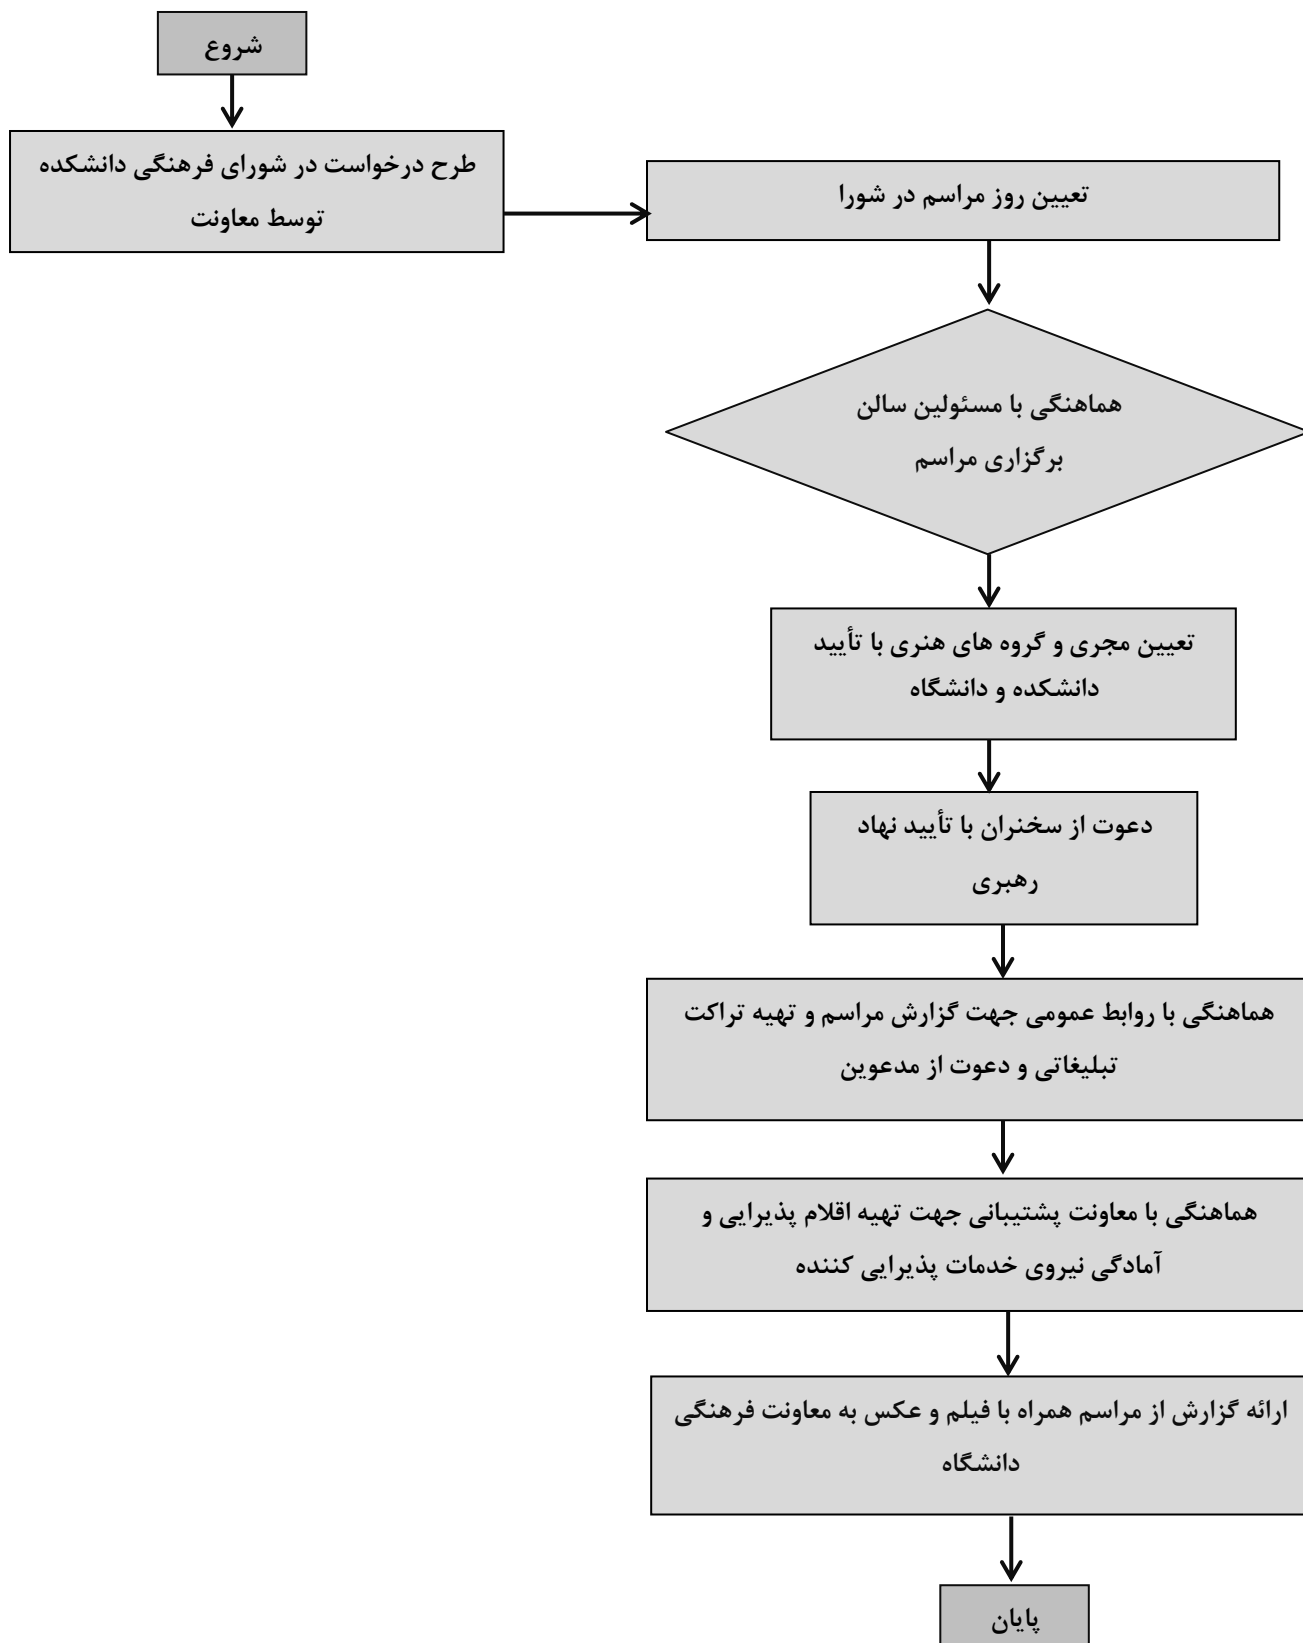 شروع
طرح درخواست در شورای فرهنگی دانشکده
توسط معاونت
تعیین روز مراسم در شورا
هماهنگی با مسئولین سالن
برگزاری مراسم
تعیین مجری و گروه های هنری با تأیید
دانشکده و دانشگاه
دعوت از سخنران با تأیید نهاد
رهبری
هماهنگی با روابط عمومی جهت گزارش مراسم و تهیه تراکت
تبلیغاتی و دعوت از مدعوین
هماهنگی با معاونت پشتیبانی جهت تهیه اقلام پذیرایی و
آمادگی نیروی خدمات پذیرایی کننده
ارائه گزارش از مراسم همراه با فیلم و عکس به معاونت فرهنگی
دانشگاه
پایان